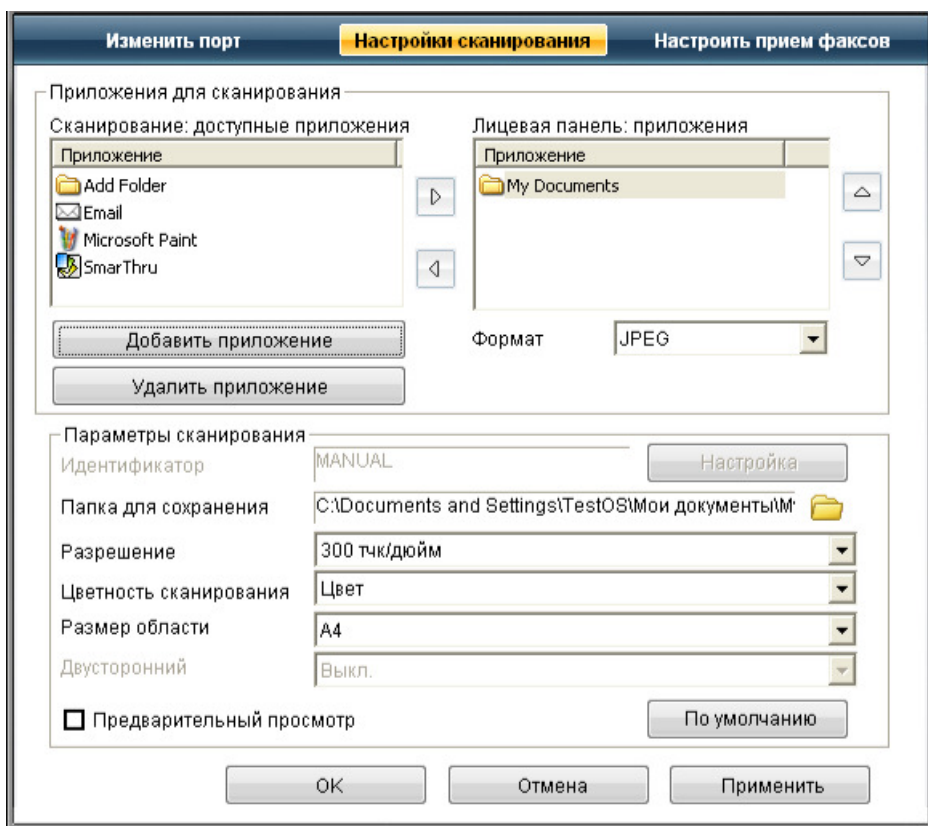 Изменить порт Настройки сканирования Настроить прием факсов
Приложения для сканирования
Сканирование: доступные приложения Лицевая панель: приложения
Приложение Приложение
Add Folder My Documents
Email
Microsoft Paint
SmarThru
Добавить приложение Формат JPEG
Удалить приложение
Параметры сканирования
Идентификатор MANUAL Настройка
Папка для сохранения C:\Documents and Settings\TestOS\Мои документы\M
Разрешение 300 тчк/дюйм
Цветность сканирования Цвет
Размер области A4
Двусторонний Выкл.
Предварительный просмотр По умолчанию
OK Отмена Применить